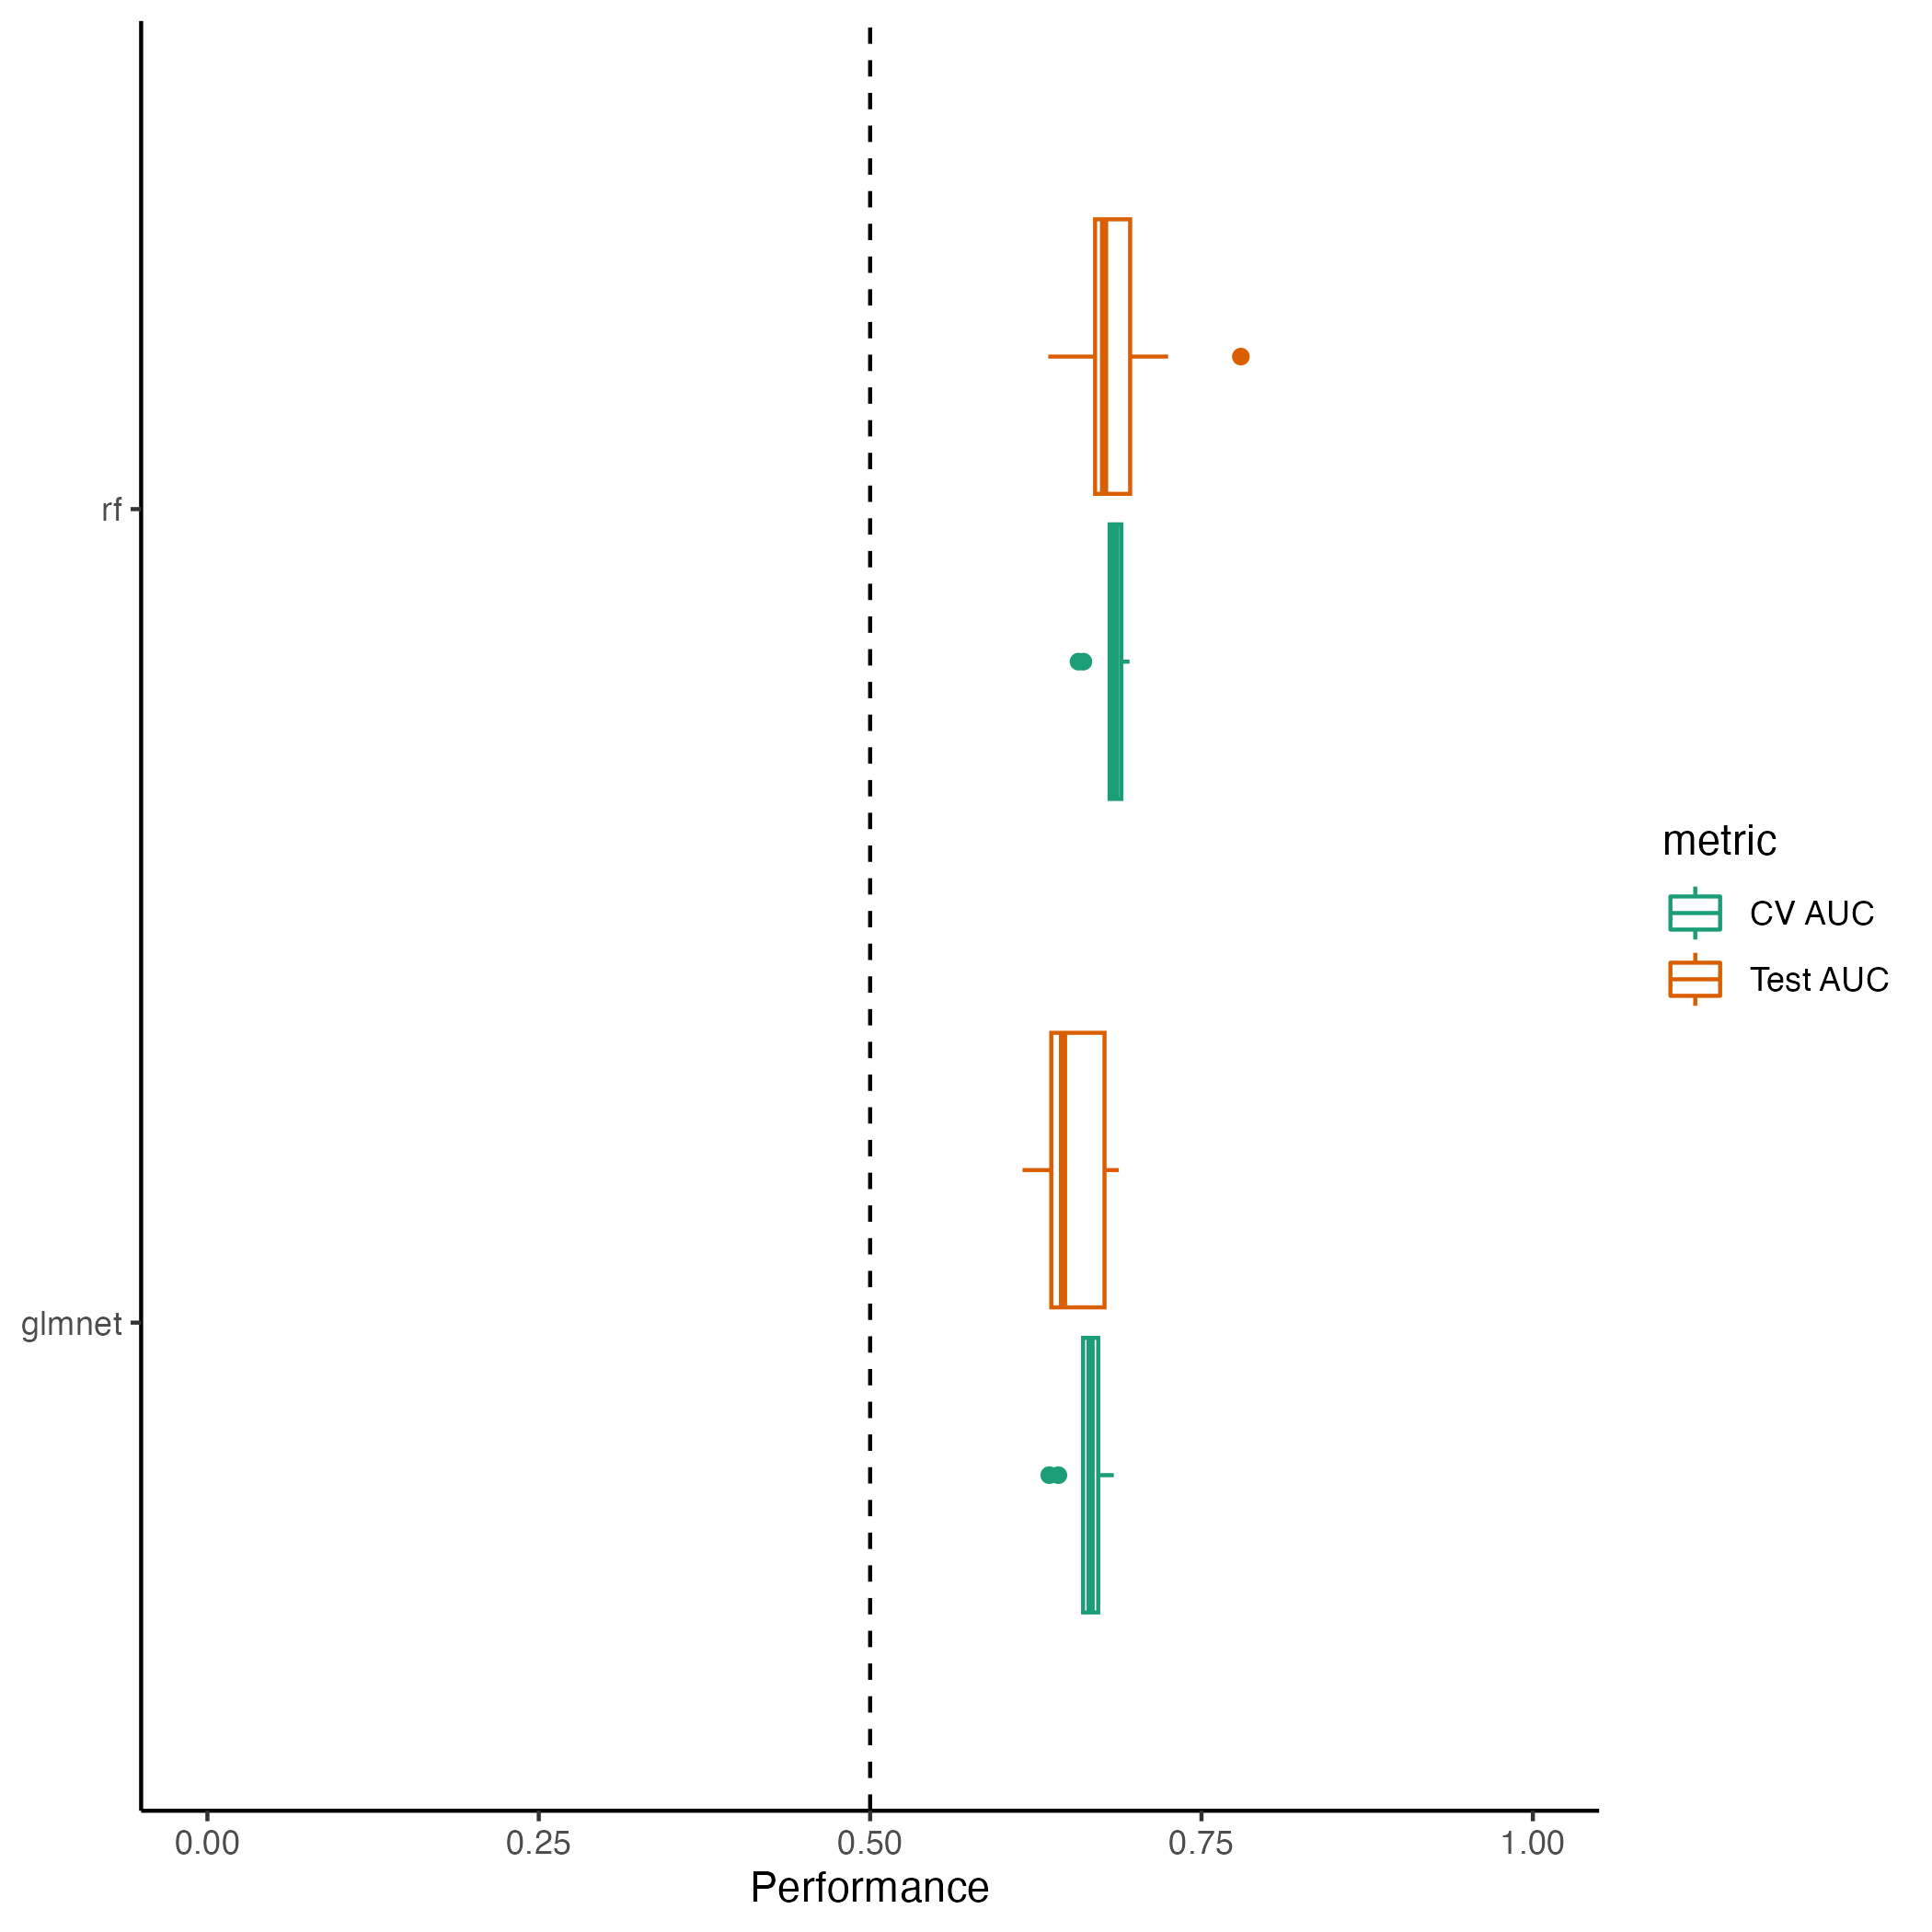 rf
glmnet
0.00
0.25
0.50
0.75
1.00
Performance
metric
CV AUC
Test AUC